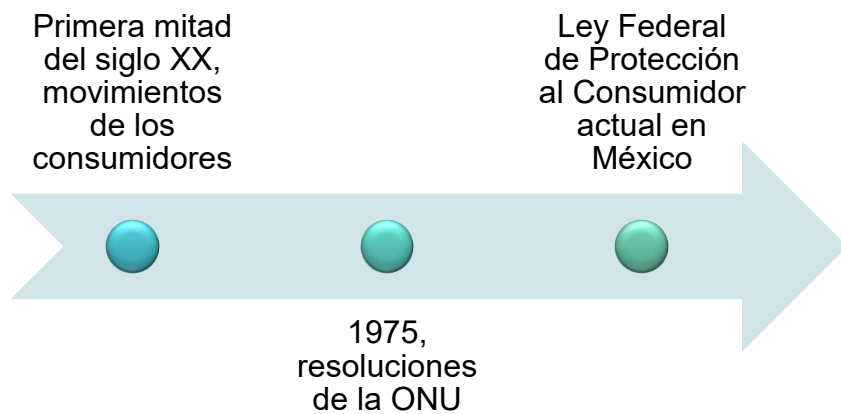 Primera mitad
del siglo XX,
movimientos
de los
consumidores
1975,
resoluciones
de la ONU
Ley Federal
de Protección
al Consumidor
actual en
México